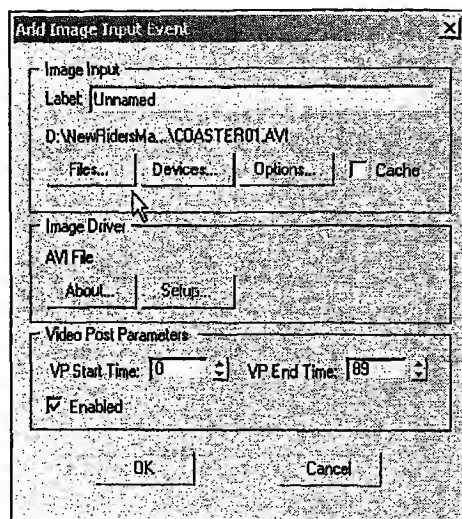 Add Image Input Event
Image Input
Label: Unnamed
D:\NewRidersMa...\COASTER01.AVI
Files... Devices... Options... Cache
Image Driver
AVI File
About... Setup...
Video Post Parameters
VP Start Time: 0 VP End Time: 89
Enabled
OK Cancel